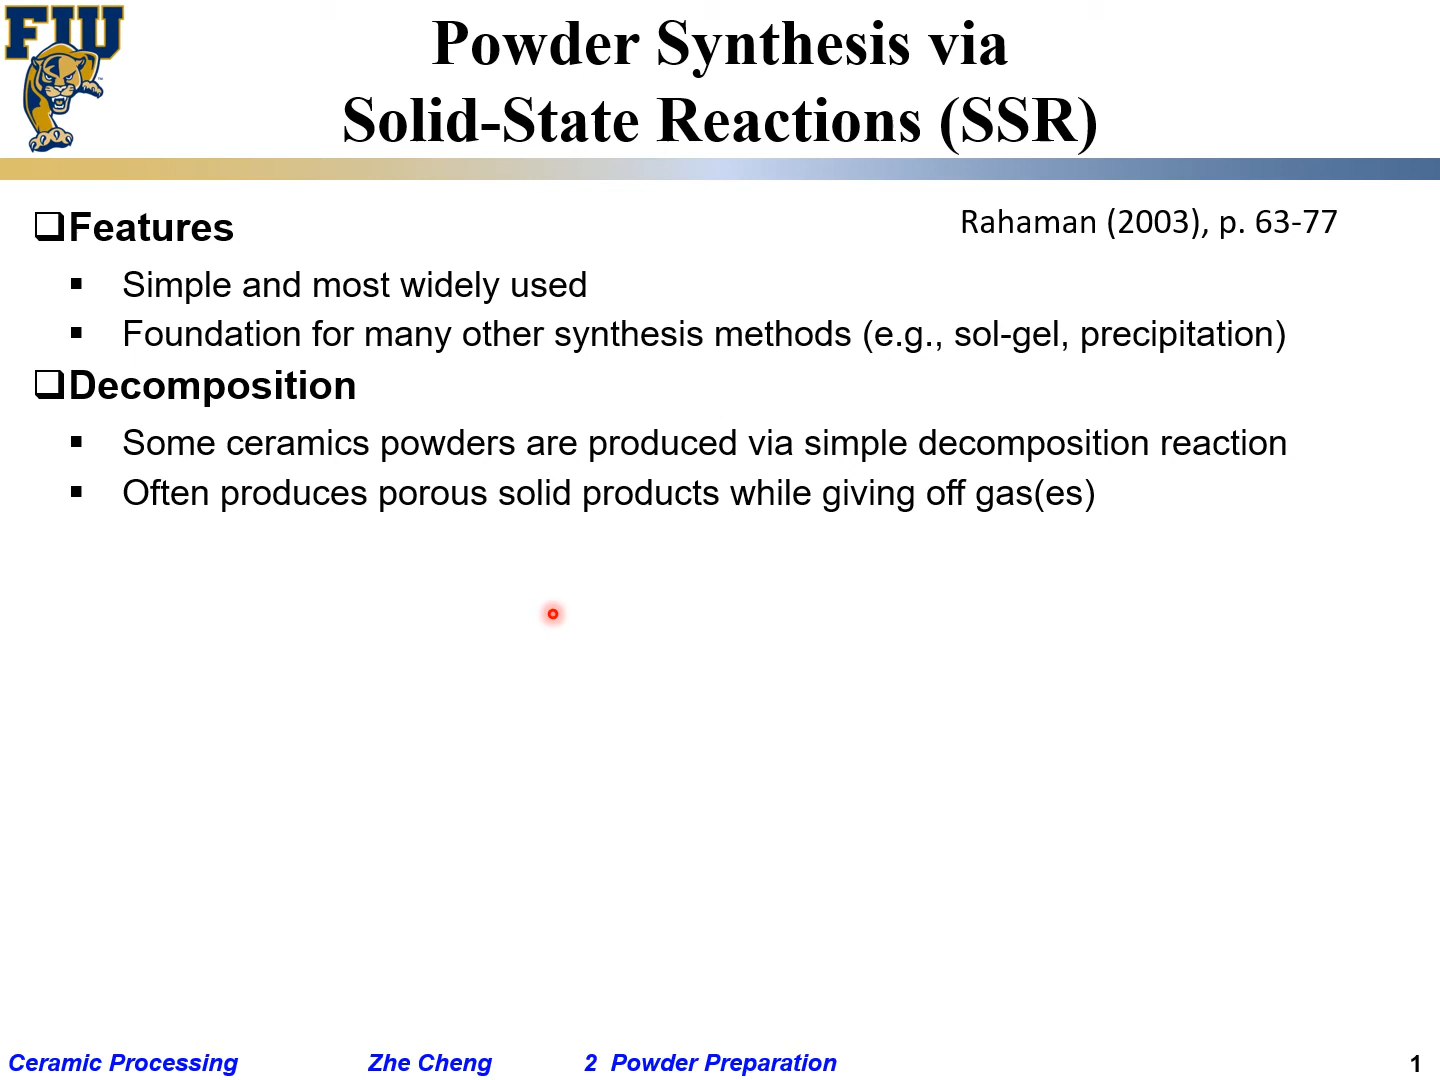 FIU
Powder Synthesis via
Solid-State Reactions (SSR)
Rahaman (2003), p. 63-77
❑Features
▪ Simple and most widely used
▪ Foundation for many other synthesis methods (e.g., sol-gel, precipitation)
❑Decomposition
▪ Some ceramics powders are produced via simple decomposition reaction
▪ Often produces porous solid products while giving off gas(es)
Ceramic Processing Zhe Cheng 2 Powder Preparation 1